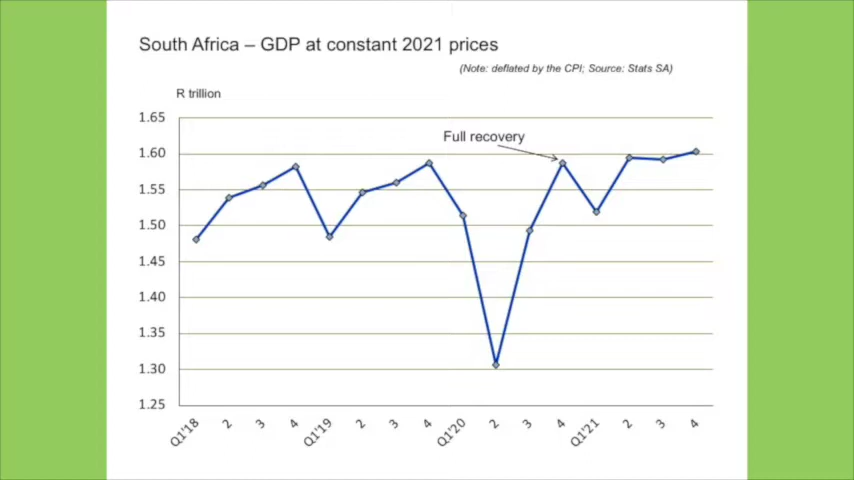 South Africa – GDP at constant 2021 prices
(Note: deflated by the CPI; Source: Stats SA)
R trillion
Full recovery
1.65
1.60
1.55
1.50
1.45
1.40
1.35
1.30
1.25
Q1'18 2 3 4 Q1'19 2 3 4 Q1'20 2 3 4 Q1'21 2 3 4